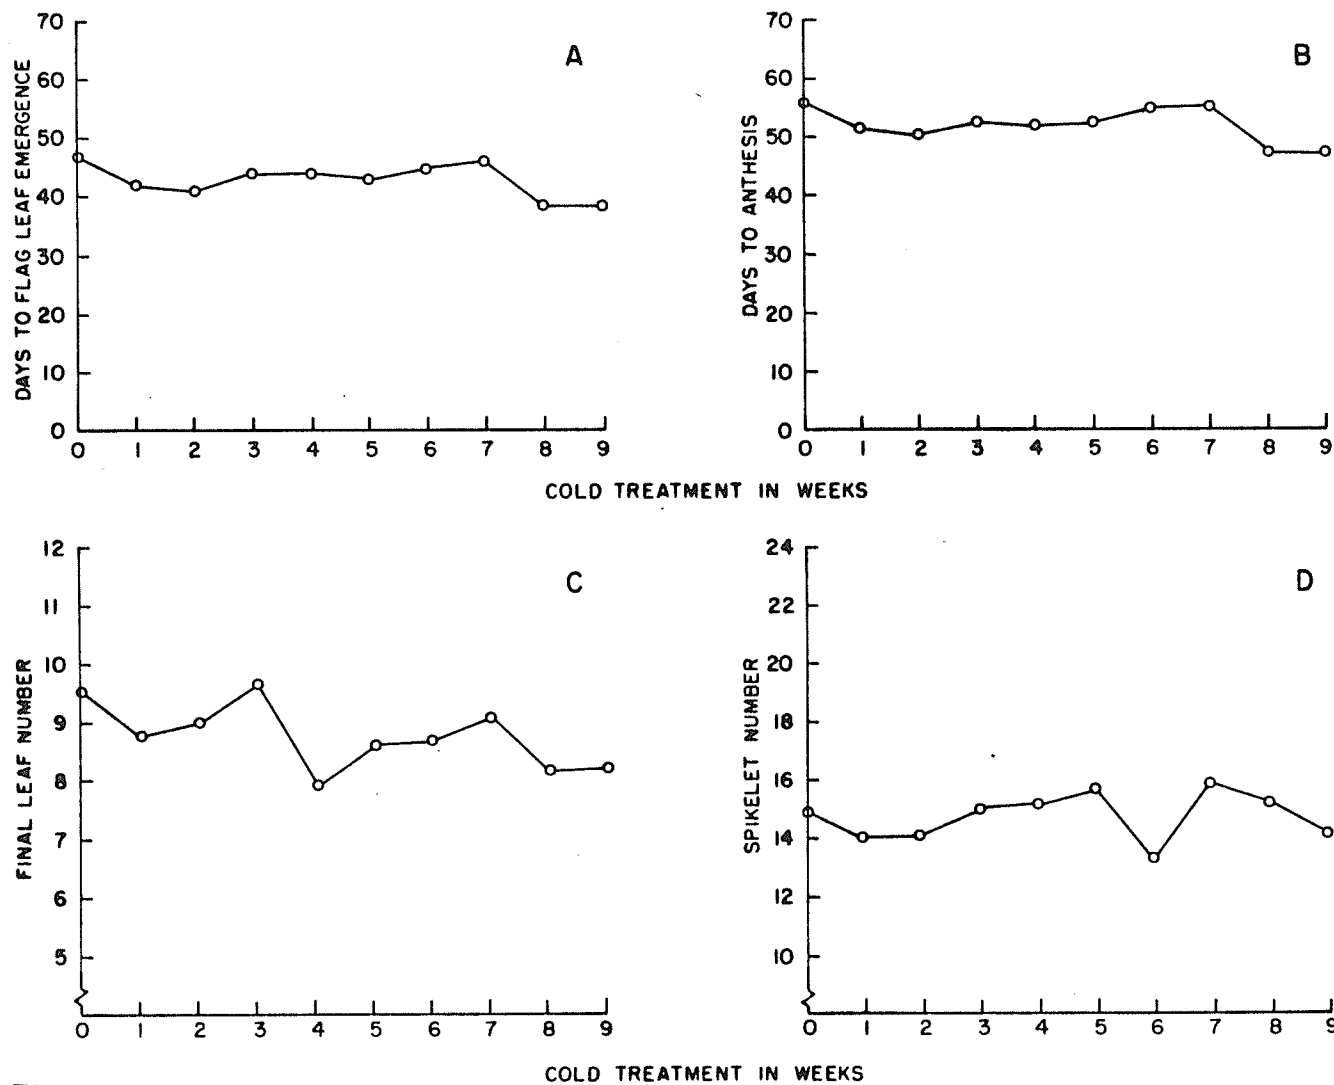 A
DAYS TO FLAG LEAF EMERGENCE
70
60
50
40
30
20
10
0
0 1 2 3 4 5 6 7 8 9
B
DAYS TO ANTHESIS
70
60
50
40
30
20
10
0
0 1 2 3 4 5 6 7 8 9
COLD TREATMENT IN WEEKS
C
FINAL LEAF NUMBER
12
11
10
9
8
7
6
5
0 1 2 3 4 5 6 7 8 9
D
SPIKELET NUMBER
24
22
20
18
16
14
12
10
0 1 2 3 4 5 6 7 8 9
COLD TREATMENT IN WEEKS